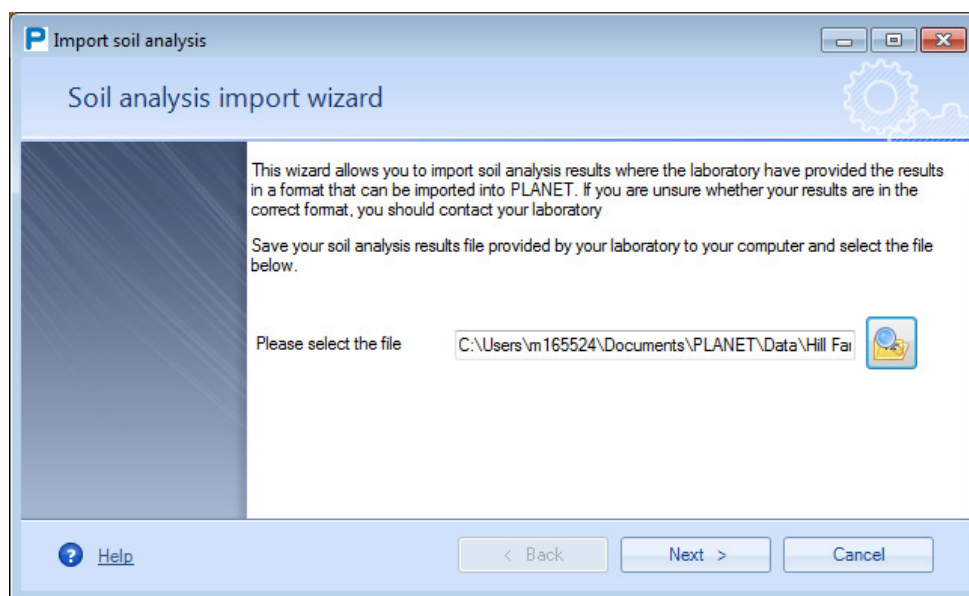 P Import soil analysis
Soil analysis import wizard
This wizard allows you to import soil analysis results where the laboratory have provided the results
in a format that can be imported into PLANET. If you are unsure whether your results are in the
correct format, you should contact your laboratory
Save your soil analysis results file provided by your laboratory to your computer and select the file
below.
Please select the file C:\Users\m165524\Documents\PLANET\Data\Hill Far
? Help < Back Next > Cancel